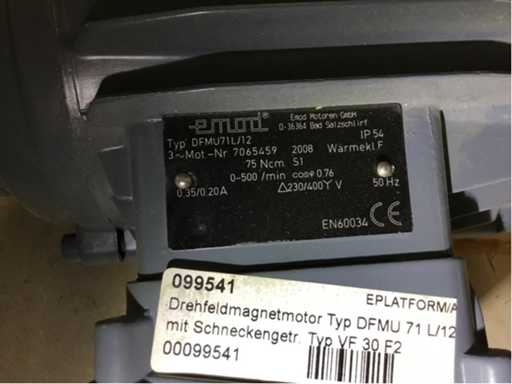 emod
Emod Motoren GmbH
D-36364 Bad Salzschlirf
Typ DFMU71L/12 IP 54
3~Mot.-Nr 7065459 2008 Wärmekl.F
75 Ncm S1
0-500 /min cosφ 0.76
0.35/0.20A △230/400Y V 50 Hz
EN60034 CE
099541 EPLATFORM/A
Drehfeldmagnetmotor Typ DFMU 71 L/12
mit Schneckengetr. Typ VF 30 F2
00099541